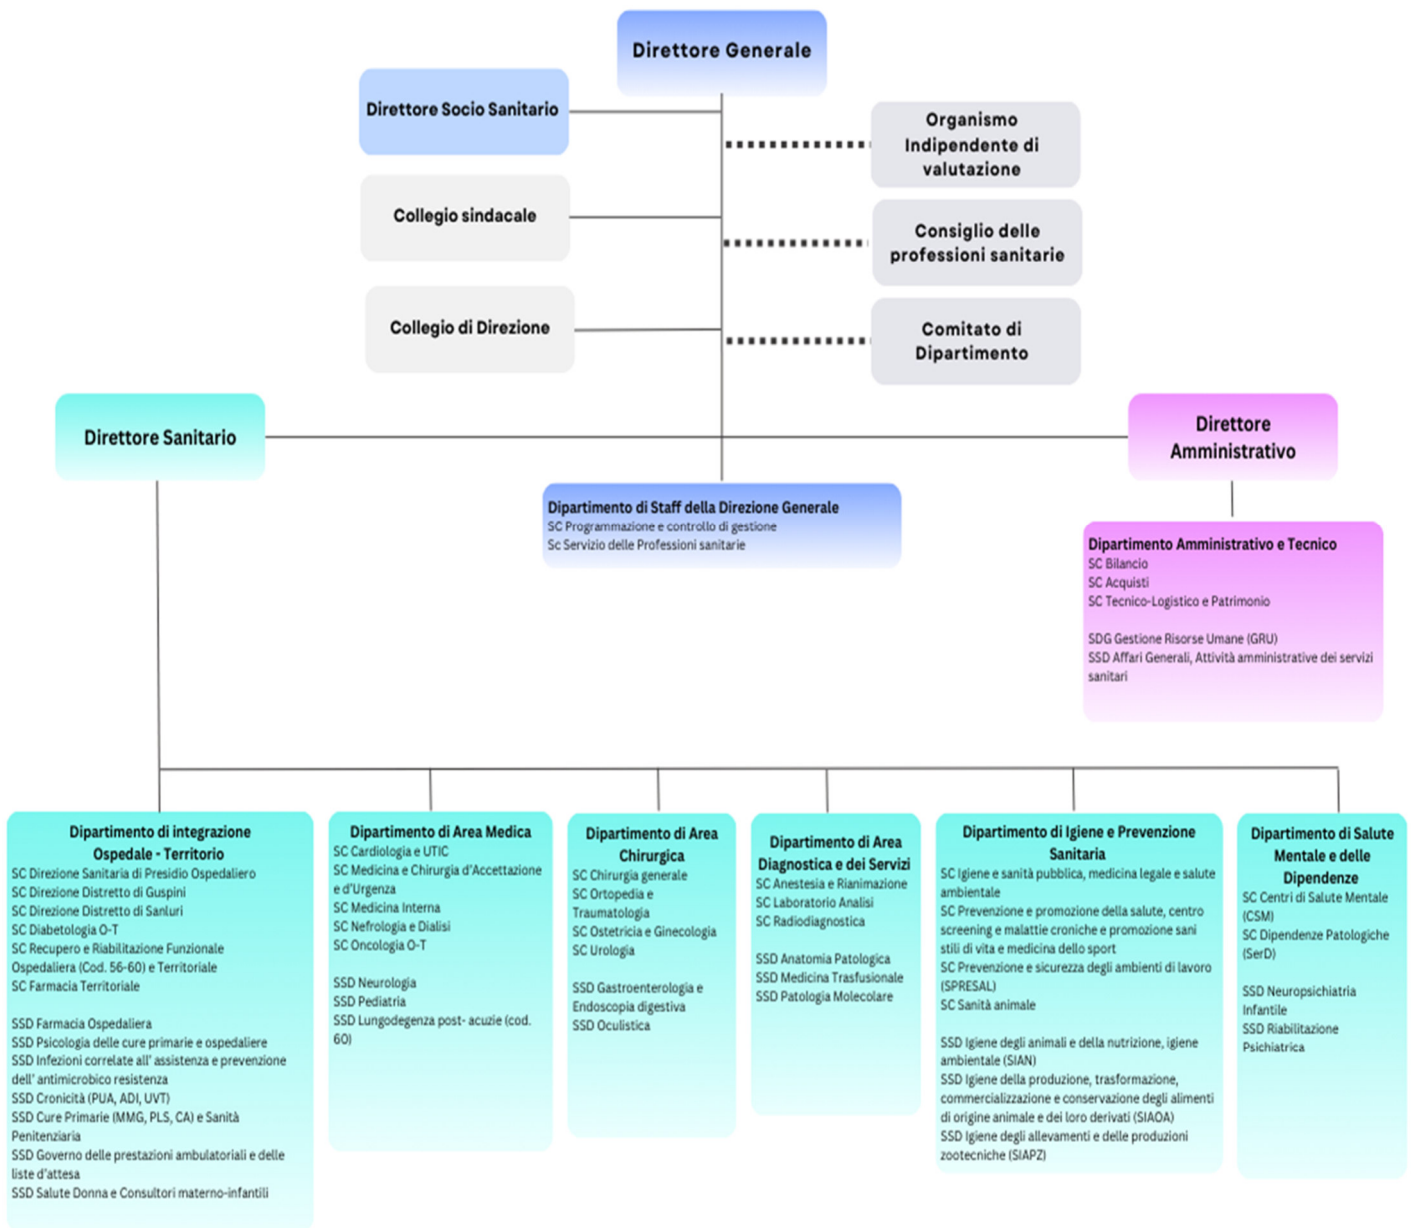 Direttore Generale
Direttore Socio Sanitario
Organismo
Indipendente di
valutazione
Collegio sindacale
Consiglio delle
professioni sanitarie
Collegio di Direzione
Comitato di
Dipartimento
Direttore Sanitario
Direttore
Amministrativo
Dipartimento di Staff della Direzione Generale
SC Programmazione e controllo di gestione
Sc Servizio delle Professioni sanitarie
Dipartimento Amministrativo e Tecnico
SC Bilancio
SC Acquisti
SC Tecnico-Logistico e Patrimonio
SDG Gestione Risorse Umane (GRU)
SSD Affari Generali, Attività amministrative dei servizi
sanitari
Dipartimento di integrazione
Ospedale - Territorio
SC Direzione Sanitaria di Presidio Ospedaliero
SC Direzione Distretto di Guspini
SC Direzione Distretto di Sanluri
SC Diabetologia O-T
SC Recupero e Riabilitazione Funzionale
Ospedaliera (Cod. 56-60) e Territoriale
SC Farmacia Territoriale
SSD Farmacia Ospedaliera
SSD Psicologia delle cure primarie e ospedaliere
SSD Infezioni correlate all' assistenza e prevenzione
dell' antimicrobico resistenza
SSD Cronicità (PUA, ADI, UVT)
SSD Cure Primarie (MMG, PLS, CA) e Sanità
Penitenziaria
SSD Governo delle prestazioni ambulatoriali e delle
liste d'attesa
SSD Salute Donna e Consultori materno-infantili
Dipartimento di Area Medica
SC Cardiologia e UTIC
SC Medicina e Chirurgia d'Accettazione
e d'Urgenza
SC Medicina Interna
SC Nefrologia e Dialisi
SC Oncologia O-T
SSD Neurologia
SSD Pediatria
SSD Lungodegenza post- acuzie (cod.
60)
Dipartimento di Area
Chirurgica
SC Chirurgia generale
SC Ortopedia e
Traumatologia
SC Ostetricia e Ginecologia
SC Urologia
SSD Gastroenterologia e
Endoscopia digestiva
SSD Oculistica
Dipartimento di Area
Diagnostica e dei Servizi
SC Anestesia e Rianimazione
SC Laboratorio Analisi
SC Radiodiagnostica
SSD Anatomia Patologica
SSD Medicina Trasfusionale
SSD Patologia Molecolare
Dipartimento di Igiene e Prevenzione
Sanitaria
SC Igiene e sanità pubblica, medicina legale e salute
ambientale
SC Prevenzione e promozione della salute, centro
screening e malattie croniche e promozione sani
stili di vita e medicina dello sport
SC Prevenzione e sicurezza degli ambienti di lavoro
(SPRESAL)
SC Sanità animale
SSD Igiene degli animali e della nutrizione, igiene
ambientale (SIAN)
SSD Igiene della produzione, trasformazione,
commercializzazione e conservazione degli alimenti
di origine animale e dei loro derivati (SIAOA)
SSD Igiene degli allevamenti e delle produzioni
zootecniche (SIAPZ)
Dipartimento di Salute
Mentale e delle
Dipendenze
SC Centri di Salute Mentale
(CSM)
SC Dipendenze Patologiche
(SerD)
SSD Neuropsichiatria
Infantile
SSD Riabilitazione
Psichiatrica